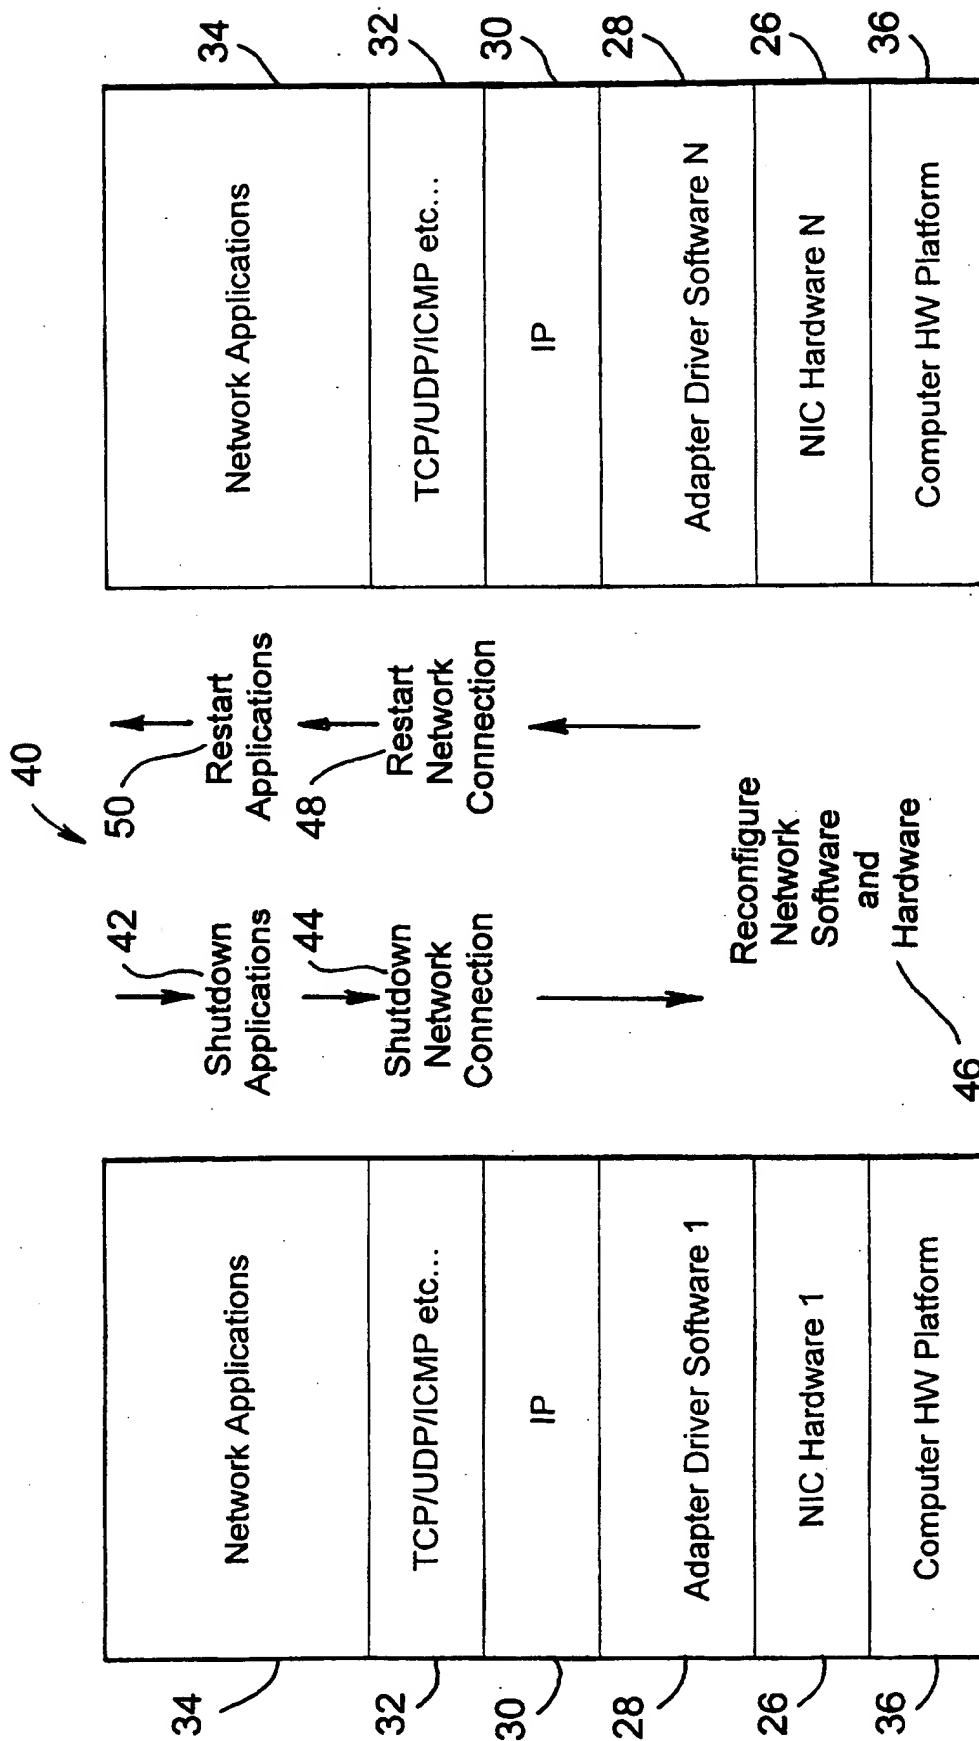 40
34
Network Applications
32
TCP/UDP/ICMP etc...
30
IP
28
Adapter Driver Software 1
26
NIC Hardware 1
36
Computer HW Platform
42
Shutdown
Applications
44
Shutdown
Network
Connection
Reconfigure
Network
Software
and
Hardware
46
48
Restart
Network
Connection
50
Restart
Applications
34
Network Applications
32
TCP/UDP/ICMP etc...
30
IP
28
Adapter Driver Software N
26
NIC Hardware N
36
Computer HW Platform